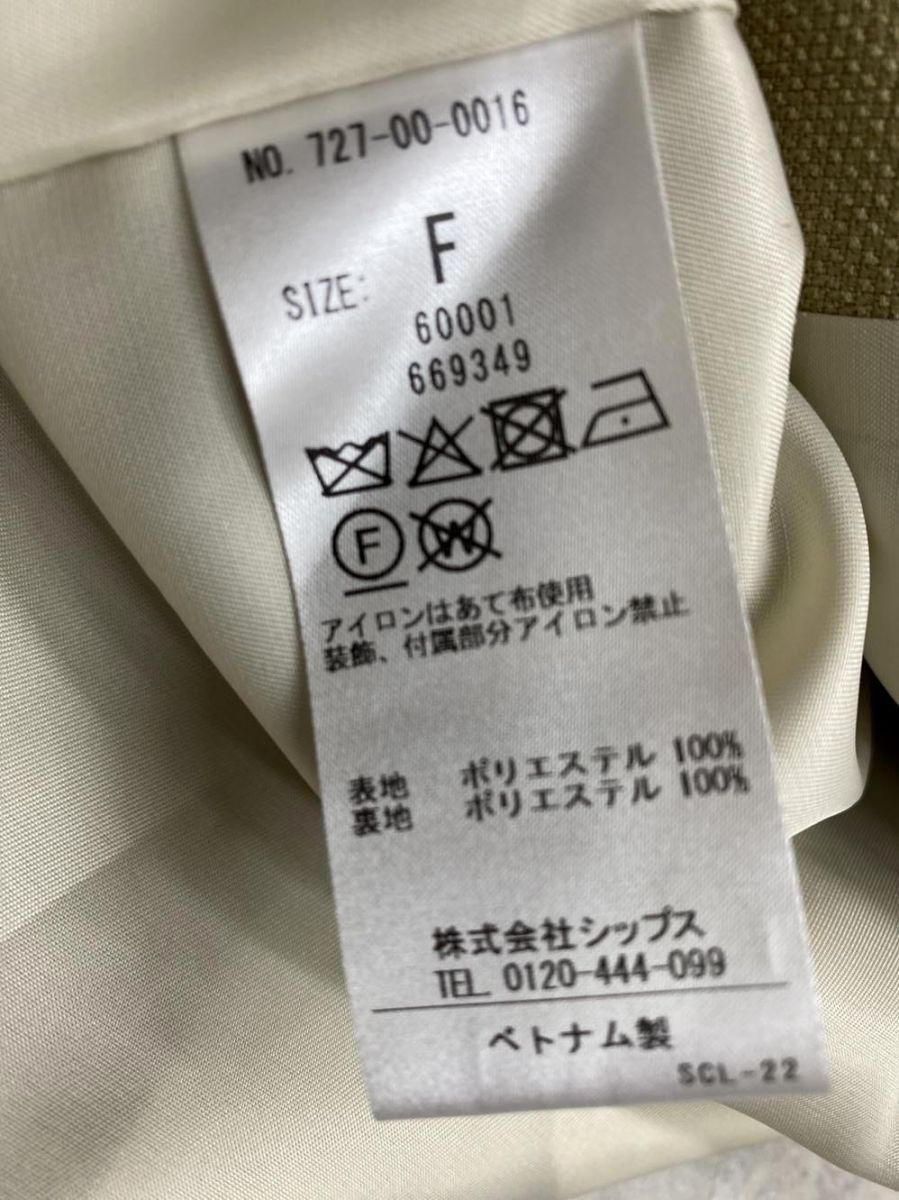 NO. 727-00-0016
SIZE: F
60001
669349
F W
アイロンはあて布使用
装飾、付属部分アイロン禁止
表地 ポリエステル 100%
裏地 ポリエステル 100%
株式会社シップス
TEL 0120-444-099
ベトナム製
SCL-22